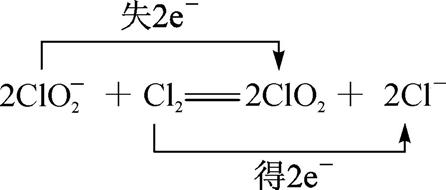 失2e⁻
2ClO₂⁻ + Cl₂══2ClO₂ + 2Cl⁻
得2e⁻